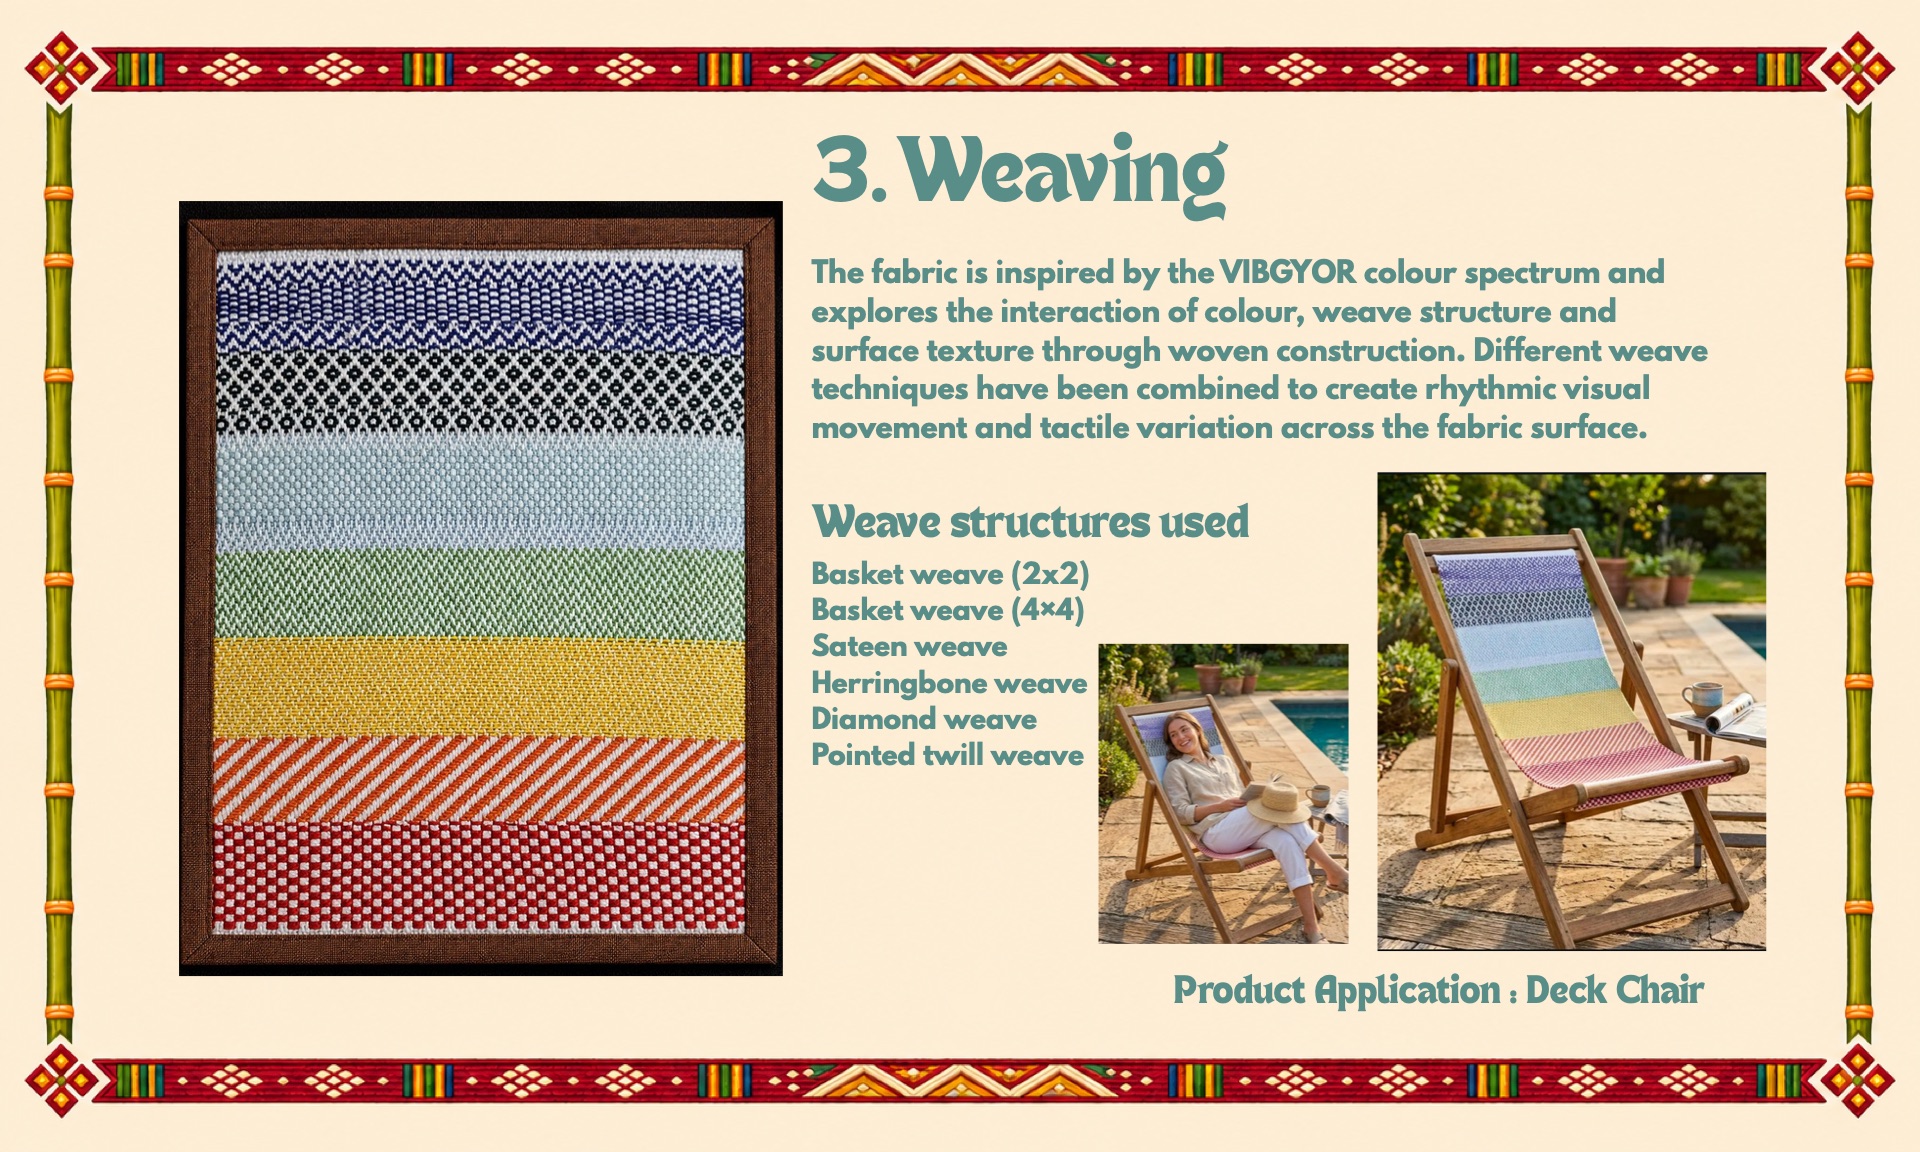 3. Weaving
The fabric is inspired by the VIBGYOR colour spectrum and
explores the interaction of colour, weave structure and
surface texture through woven construction. Different weave
techniques have been combined to create rhythmic visual
movement and tactile variation across the fabric surface.
Weave structures used
Basket weave (2x2)
Basket weave (4×4)
Sateen weave
Herringbone weave
Diamond weave
Pointed twill weave
Product Application : Deck Chair